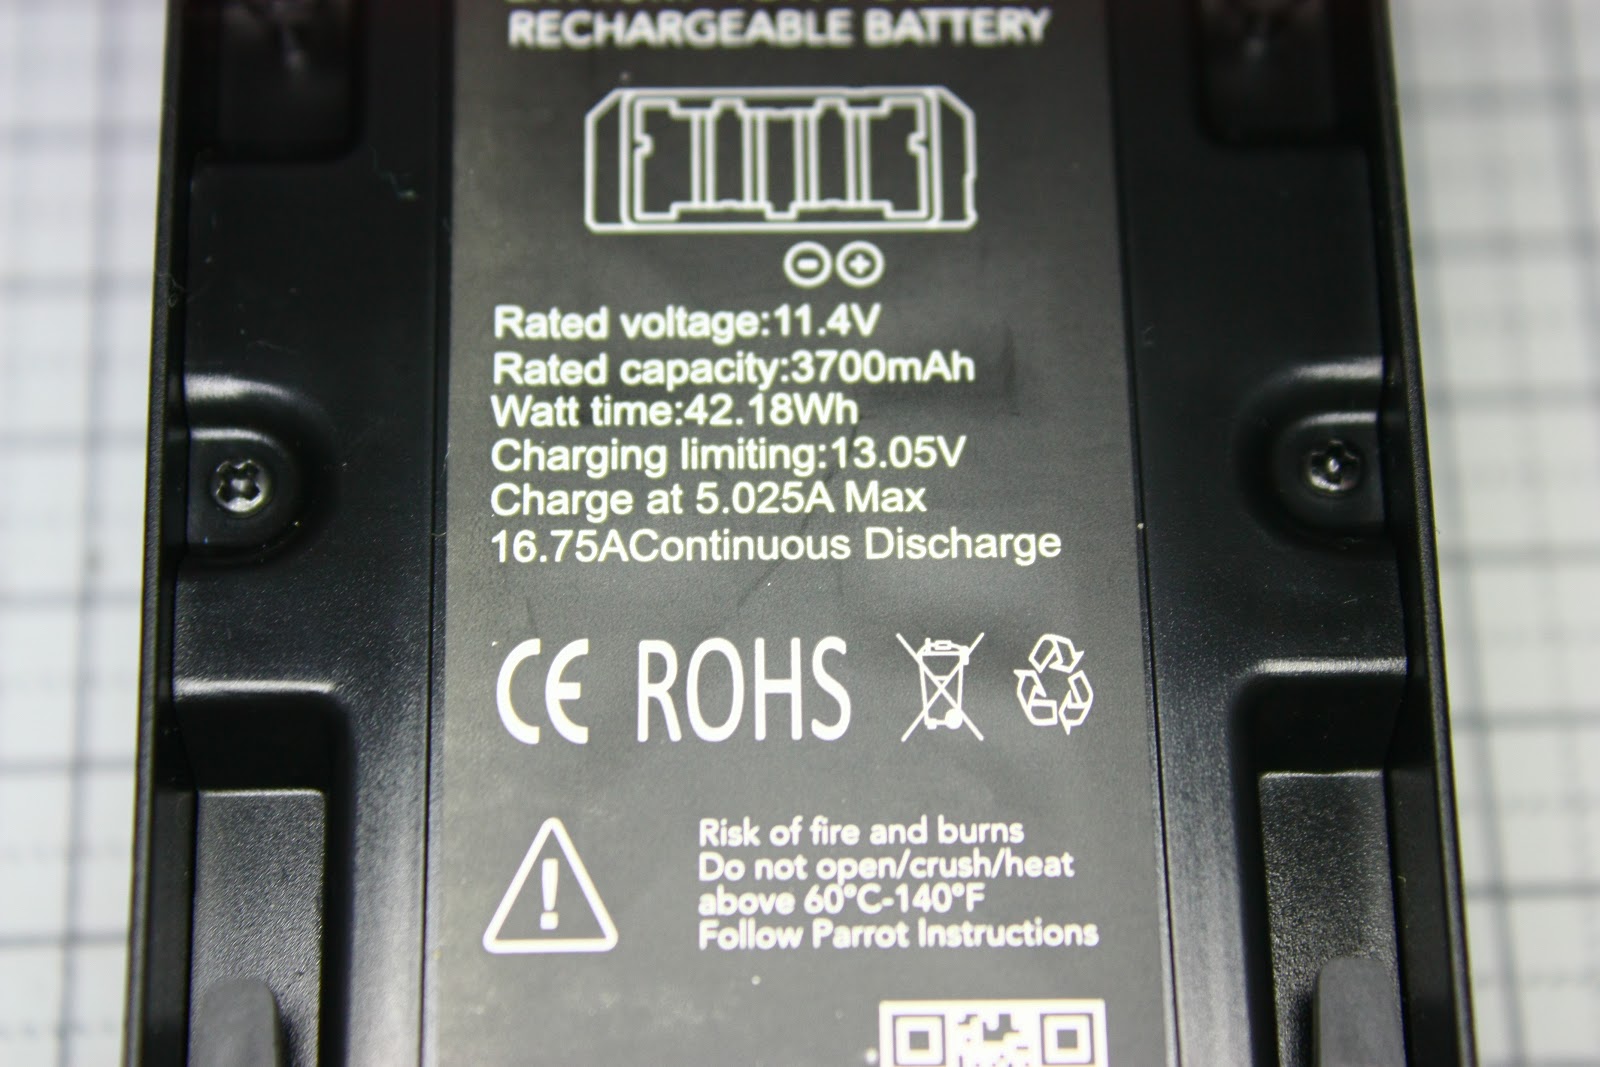 RECHARGEABLE BATTERY
Rated voltage:11.4V
Rated capacity:3700mAh
Watt time:42.18Wh
Charging limiting:13.05V
Charge at 5.025A Max
16.75AContinuous Discharge
CE ROHS
Risk of fire and burns
Do not open/crush/heat
above 60°C-140°F
Follow Parrot Instructions